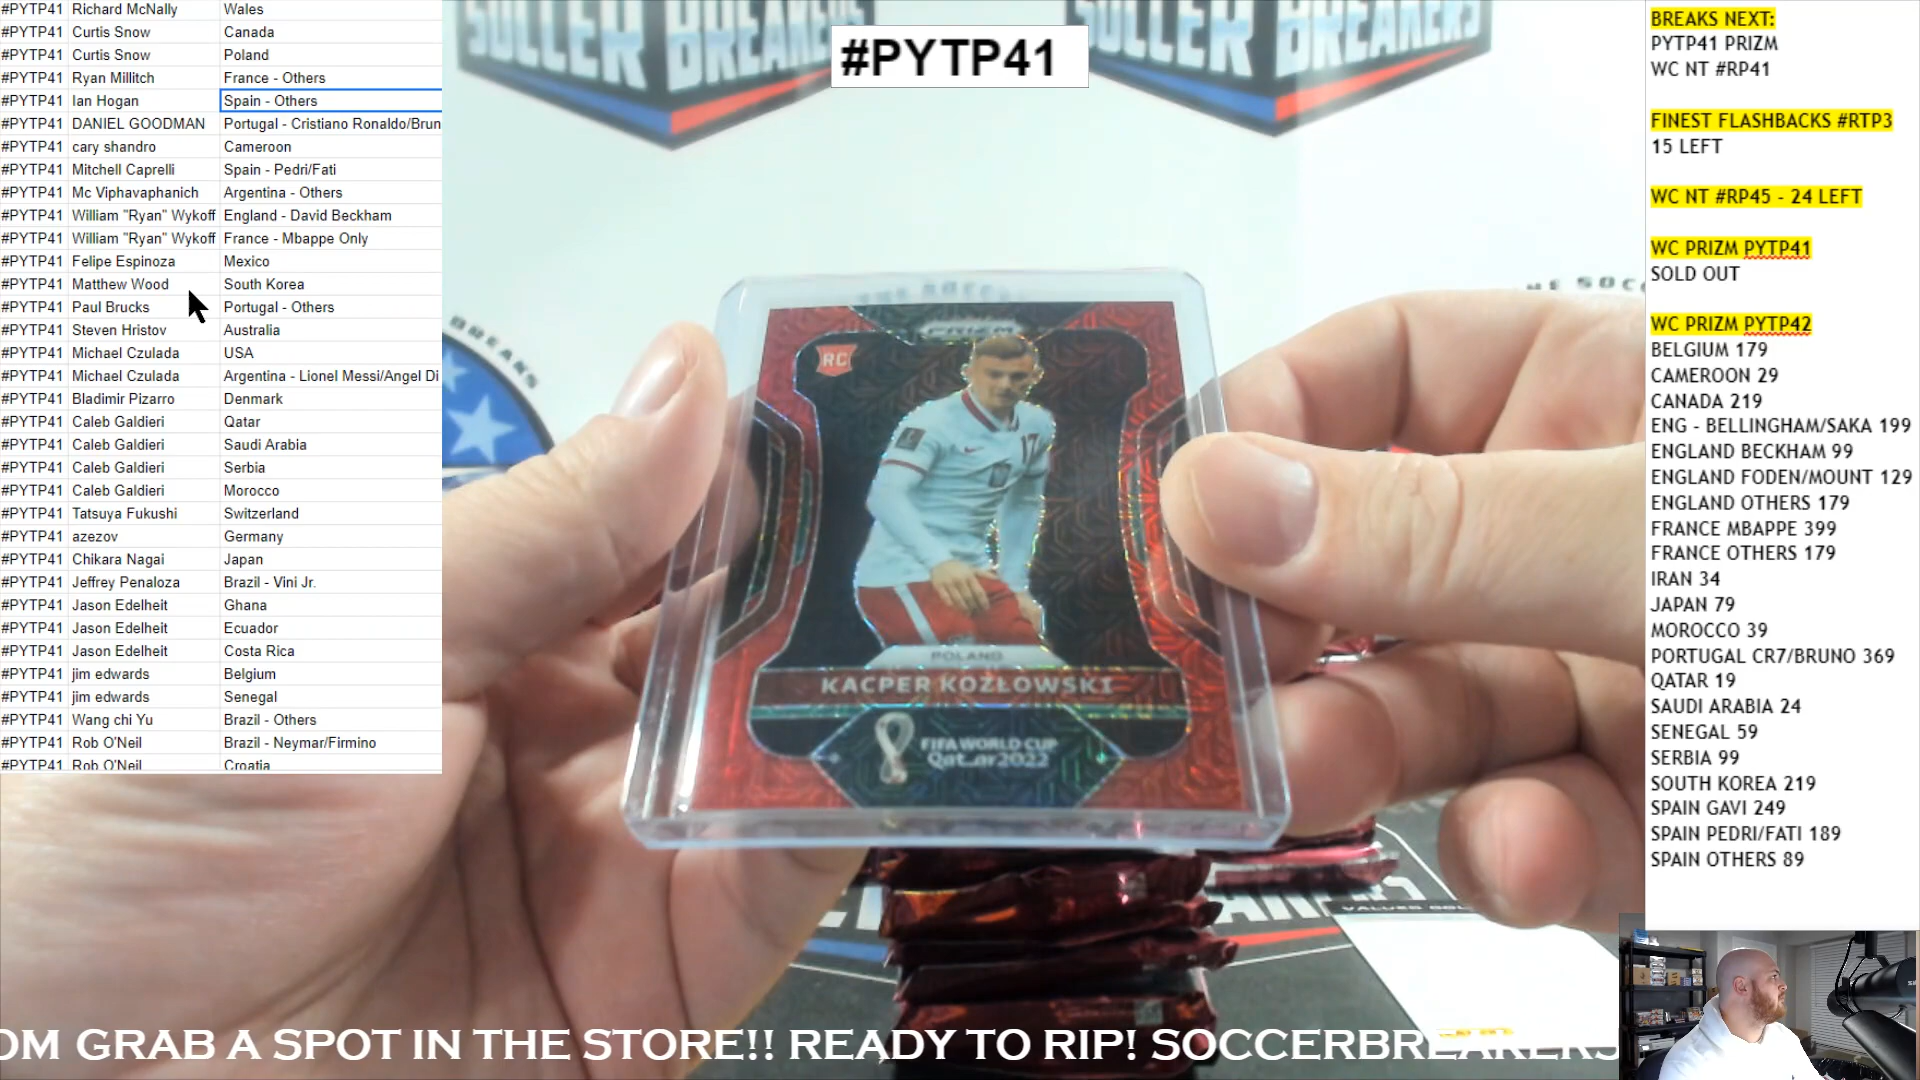 #PYTP41 Richard McNally Wales
#PYTP41 Curtis Snow Canada
#PYTP41 Curtis Snow Poland
#PYTP41 Ryan Millitch France - Others
#PYTP41 Ian Hogan Spain - Others
#PYTP41 DANIEL GOODMAN Portugal - Cristiano Ronaldo/Brun
#PYTP41 cary shandro Cameroon
#PYTP41 Mitchell Caprelli Spain - Pedri/Fati
#PYTP41 Mc Viphavaphanich Argentina - Others
#PYTP41 William "Ryan" Wykoff England - David Beckham
#PYTP41 William "Ryan" Wykoff France - Mbappe Only
#PYTP41 Felipe Espinoza Mexico
#PYTP41 Matthew Wood South Korea
#PYTP41 Paul Brucks Portugal - Others
#PYTP41 Steven Hristov Australia
#PYTP41 Michael Czulada USA
#PYTP41 Michael Czulada Argentina - Lionel Messi/Angel Di
#PYTP41 Bladimir Pizarro Denmark
#PYTP41 Caleb Galdieri Qatar
#PYTP41 Caleb Galdieri Saudi Arabia
#PYTP41 Caleb Galdieri Serbia
#PYTP41 Caleb Galdieri Morocco
#PYTP41 Tatsuya Fukushi Switzerland
#PYTP41 azezov Germany
#PYTP41 Chikara Nagai Japan
#PYTP41 Jeffrey Penaloza Brazil - Vini Jr.
#PYTP41 Jason Edelheit Ghana
#PYTP41 Jason Edelheit Ecuador
#PYTP41 Jason Edelheit Costa Rica
#PYTP41 jim edwards Belgium
#PYTP41 jim edwards Senegal
#PYTP41 Wang chi Yu Brazil - Others
#PYTP41 Rob O'Neil Brazil - Neymar/Firmino
#PYTP41 Rob O'Neil Croatia
SOCCER BREAKERS
#PYTP41
SOCCER BREAKERS
BREAKS
PRIZM
RC
17
POLAND
KACPER KOZŁOWSKI
FIFA WORLD CUP
Qatar2022
BREAKS NEXT:
PYTP41 PRIZM
WC NT #RP41
FINEST FLASHBACKS #RTP3
15 LEFT
WC NT #RP45 - 24 LEFT
WC PRIZM PYTP41
SOLD OUT
WC PRIZM PYTP42
BELGIUM 179
CAMEROON 29
CANADA 219
ENG - BELLINGHAM/SAKA 199
ENGLAND BECKHAM 99
ENGLAND FODEN/MOUNT 129
ENGLAND OTHERS 179
FRANCE MBAPPE 399
FRANCE OTHERS 179
IRAN 34
JAPAN 79
MOROCCO 39
PORTUGAL CR7/BRUNO 369
QATAR 19
SAUDI ARABIA 24
SENEGAL 59
SERBIA 99
SOUTH KOREA 219
SPAIN GAVI 249
SPAIN PEDRI/FATI 189
SPAIN OTHERS 89
OM GRAB A SPOT IN THE STORE!! READY TO RIP! SOCCERBREAKERS